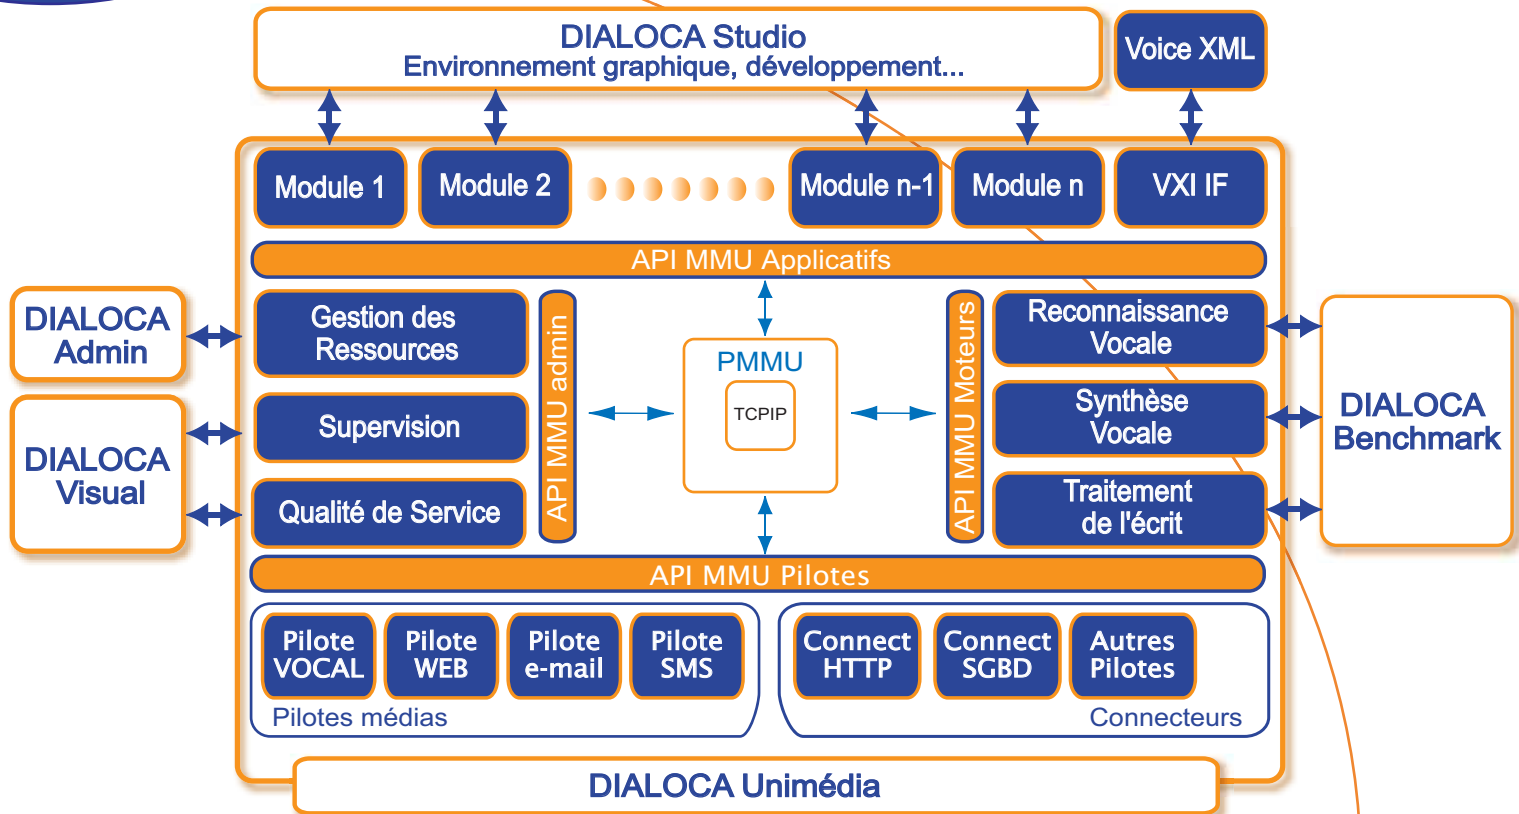 DIALOCA Studio
Environnement graphique, développement...
Voice XML
Module 1
Module 2
Module n-1
Module n
VXI IF
API MMU Applicatifs
DIALOCA
Admin
DIALOCA
Visual
Gestion des
Ressources
Supervision
Qualité de Service
API MMU admin
PMMU
TCPIP
API MMU Moteurs
Reconnaissance
Vocale
Synthèse
Vocale
Traitement
de l'écrit
DIALOCA
Benchmark
API MMU Pilotes
Pilote
VOCAL
Pilote
WEB
Pilote
e-mail
Pilote
SMS
Pilotes médias
Connect
HTTP
Connect
SGBD
Autres
Pilotes
Connecteurs
DIALOCA Unimédia